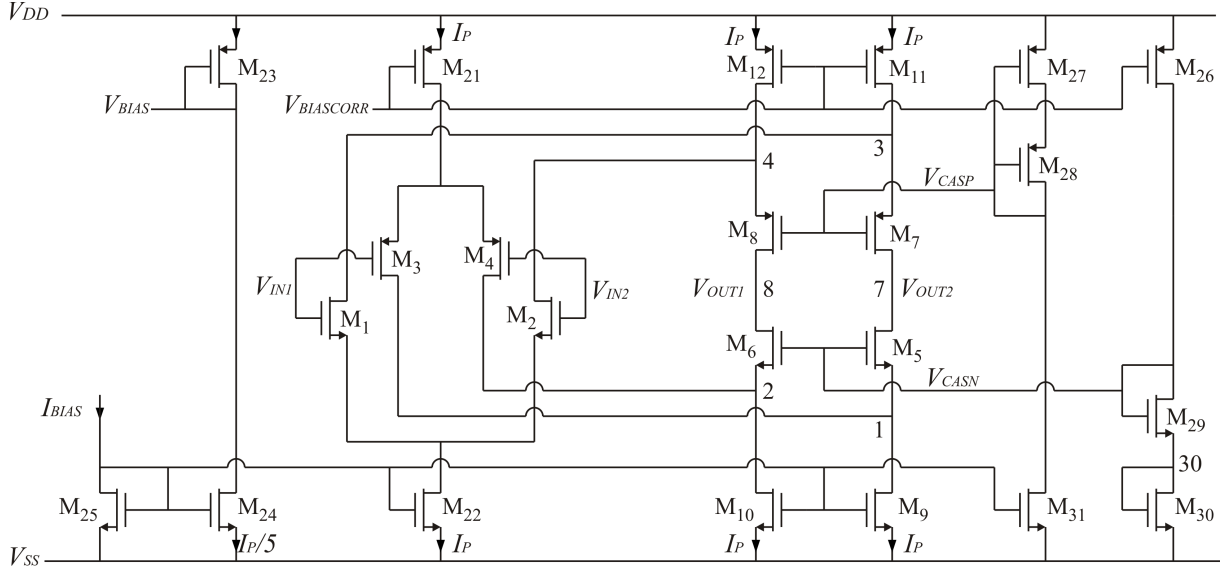 VDD
IP IP IP
M23 M21 M12 M11 M27 M26
VBIAS VBIASCORR
4 3 M28
VCASP
M8 M7
M3 M4
VIN1 VIN2 VOUT1 8 7 VOUT2
M1 M2
M6 M5
VCASN
IBIAS 2 M29
1
30
M25 M24 M22 M10 M9 M31 M30
IP/5 IP IP IP
VSS